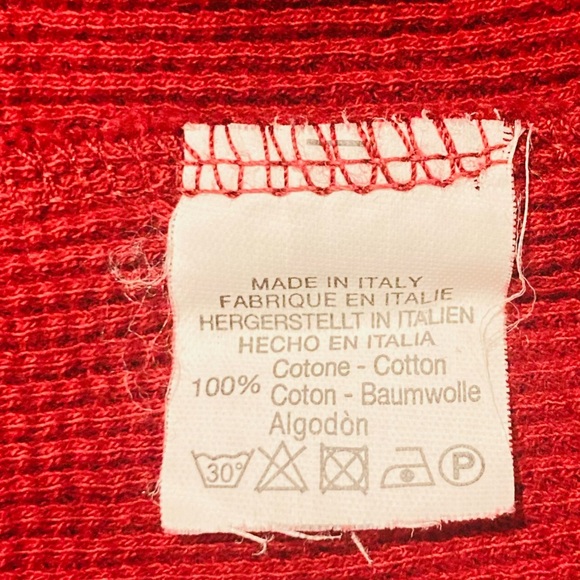 MADE IN ITALY
FABRIQUE EN ITALIE
HERGERSTELLT IN ITALIEN
HECHO EN ITALIA
100% Cotone - Cotton
Coton - Baumwolle
Algodòn
30° P